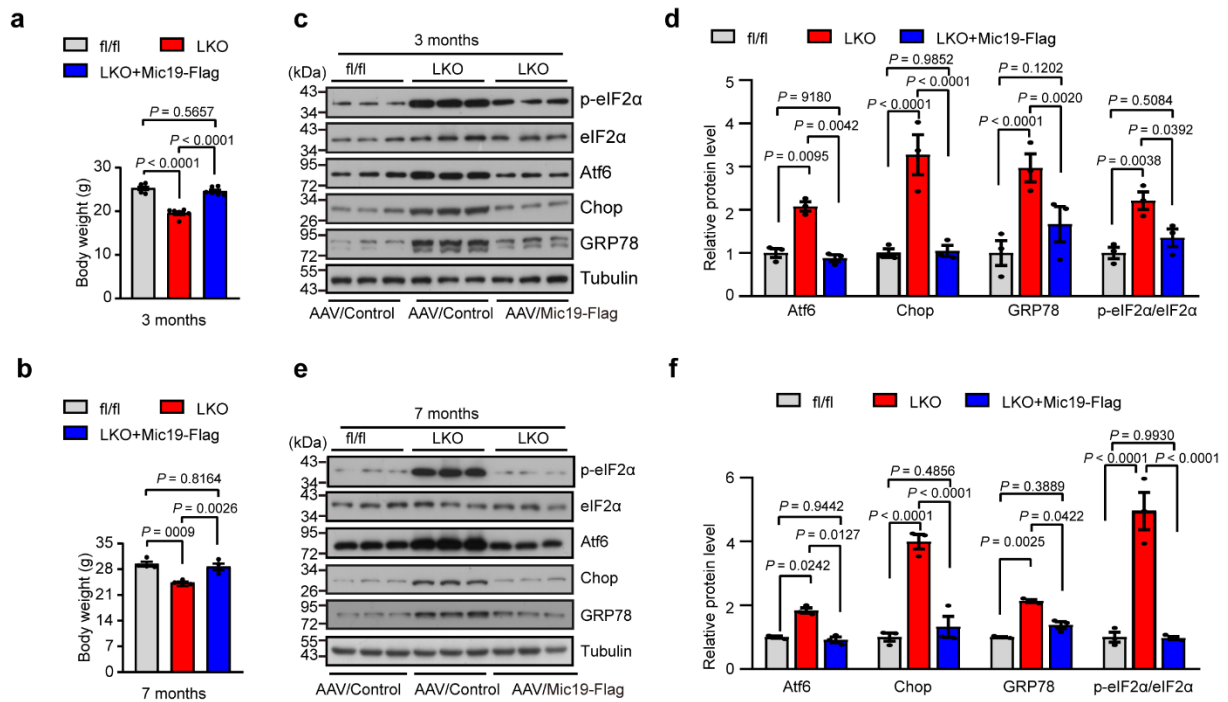 a
fl/fl
LKO
LKO+Mic19-Flag
P = 0.5657
P < 0.0001
P < 0.0001
Body weight (g)
30
20
10
0
3 months
b
fl/fl
LKO
LKO+Mic19-Flag
P = 0.8164
P = 0.0026
P = 0009
Body weight (g)
35
28
21
14
7
0
7 months
c
3 months
(kDa)
fl/fl
LKO
LKO
43
34
p-eIF2α
43
34
eIF2α
95
72
Atf6
34
26
Chop
95
72
GRP78
55
43
Tubulin
AAV/Control
AAV/Control
AAV/Mic19-Flag
d
fl/fl
LKO
LKO+Mic19-Flag
Relative protein level
5
4
3
2
1
0
P = 9180
P = 0.0042
P = 0.0095
P = 0.9852
P < 0.0001
P < 0.0001
P = 0.1202
P = 0.0020
P < 0.0001
P = 0.5084
P = 0.0392
P = 0.0038
Atf6
Chop
GRP78
p-eIF2α/eIF2α
e
7 months
(kDa)
fl/fl
LKO
LKO
43
34
p-eIF2α
43
34
eIF2α
95
72
Atf6
34
26
Chop
95
72
GRP78
55
43
Tubulin
AAV/Control
AAV/Control
AAV/Mic19-Flag
f
fl/fl
LKO
LKO+Mic19-Flag
Relative protein level
6
4
2
0
P = 0.9442
P = 0.0127
P = 0.0242
P = 0.4856
P < 0.0001
P < 0.0001
P = 0.3889
P = 0.0422
P = 0.0025
P = 0.9930
P < 0.0001
P < 0.0001
Atf6
Chop
GRP78
p-eIF2α/eIF2α